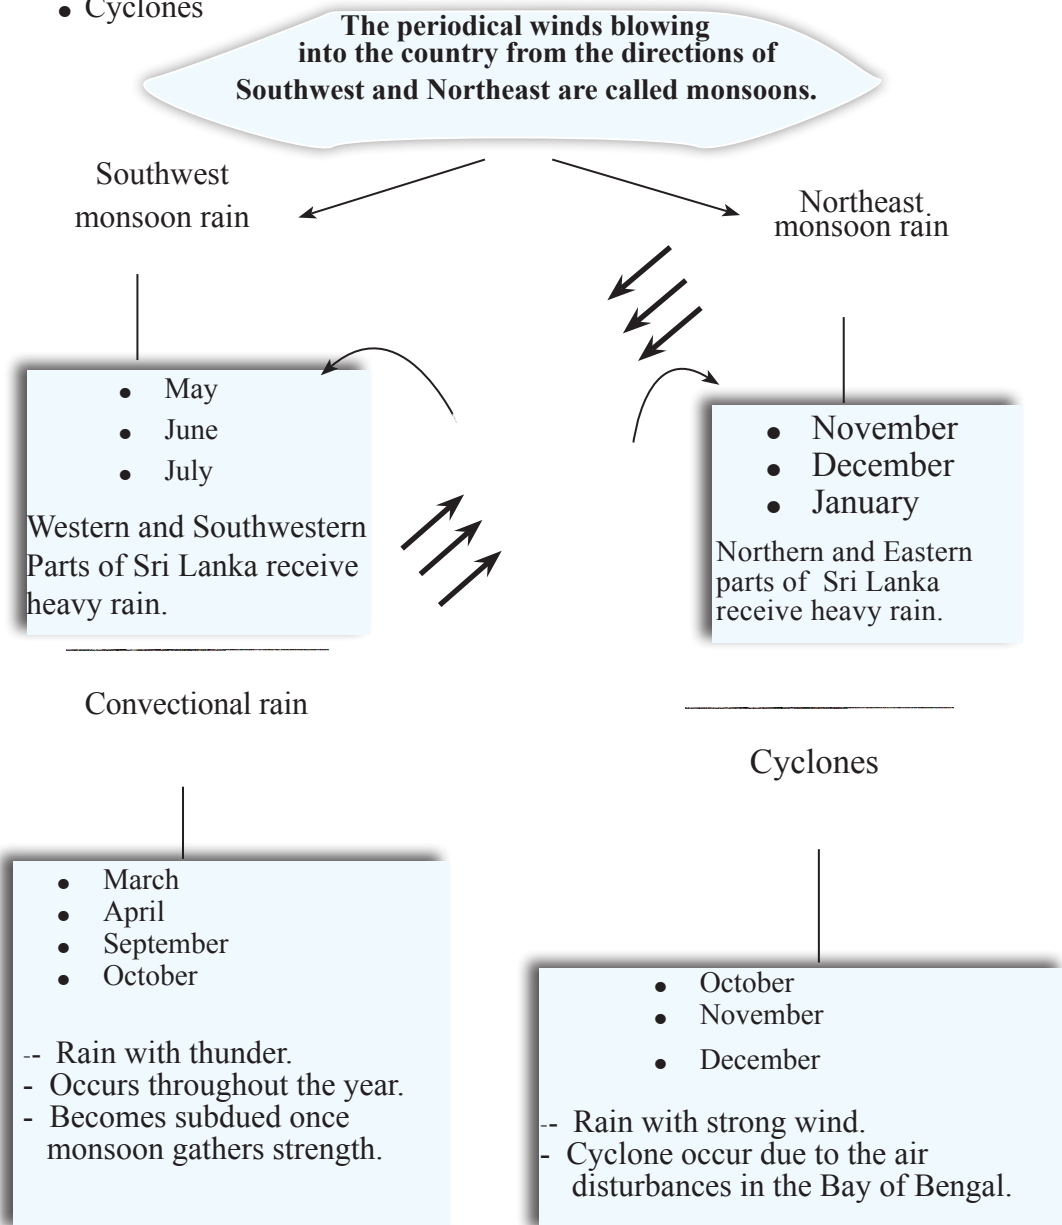 • Cyclones
The periodical winds blowing
into the country from the directions of
Southwest and Northeast are called monsoons.
Southwest
monsoon rain
Northeast
monsoon rain
• May
• June
• July
Western and Southwestern
Parts of Sri Lanka receive
heavy rain.
• November
• December
• January
Northern and Eastern
parts of Sri Lanka
receive heavy rain.
Convectional rain
Cyclones
• March
• April
• September
• October
-- Rain with thunder.
- Occurs throughout the year.
- Becomes subdued once
monsoon gathers strength.
• October
• November
• December
-- Rain with strong wind.
- Cyclone occur due to the air
disturbances in the Bay of Bengal.